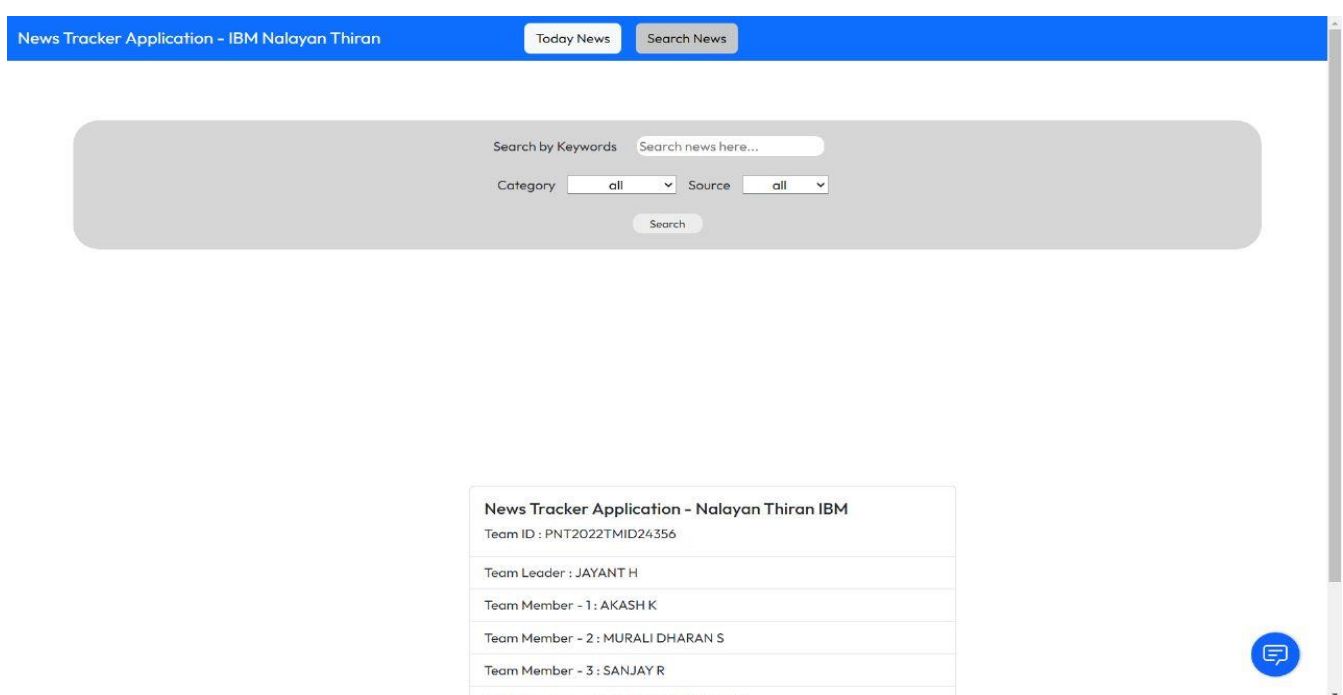 News Tracker Application - IBM Nalayan Thiran Today News Search News
Search by Keywords Search news here...
Category all Source all
Search
News Tracker Application - Nalayan Thiran IBM
Team ID : PNT2022TMID24356
Team Leader : JAYANT H
Team Member - 1 : AKASH K
Team Member - 2 : MURALI DHARAN S
Team Member - 3 : SANJAY R